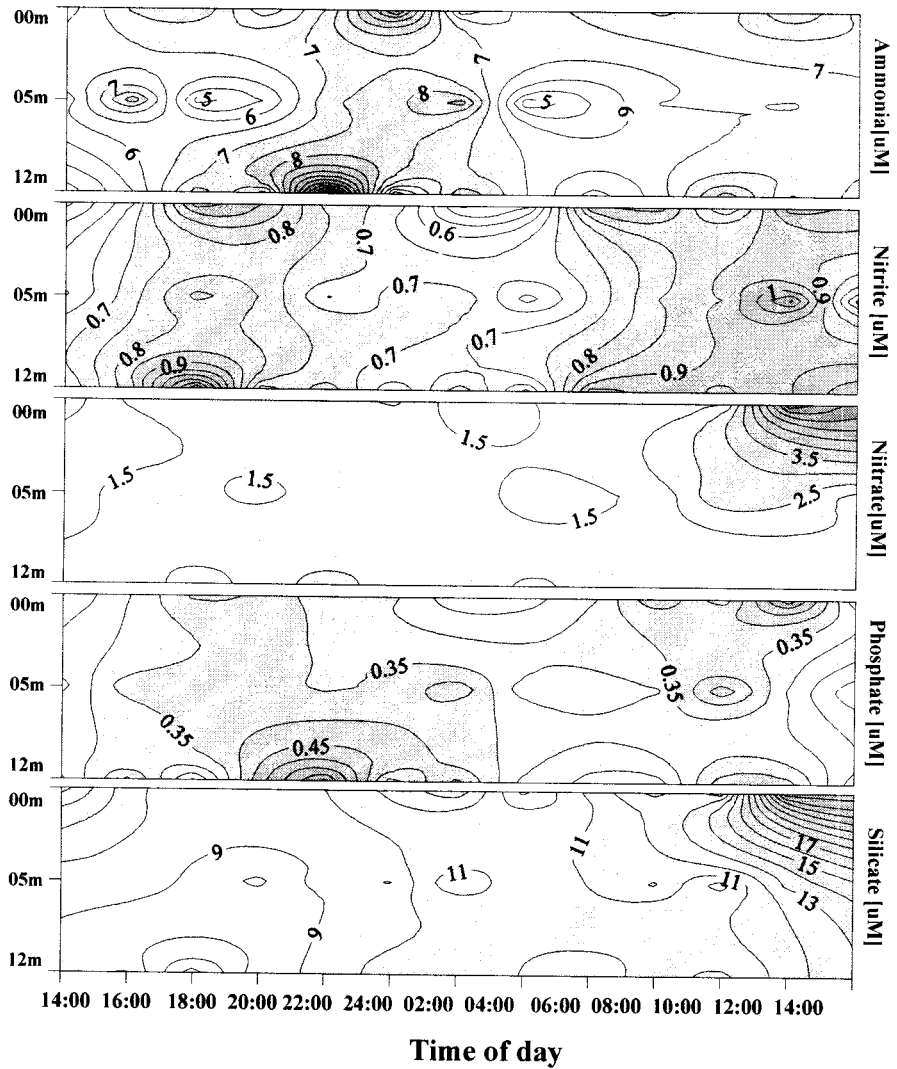 00m
7
7
7
Ammonia[uM]
05m
7
5
6
8
5
6
6
7
8
12m
00m
0.8
0.7
0.6
Nitrite [uM]
05m
0.7
0.7
1
0.9
0.8
0.9
0.7
0.7
0.8
0.9
12m
00m
1.5
Niitrate[uM]
3.5
05m
1.5
1.5
1.5
2.5
12m
00m
0.35
Phosphate [uM]
05m
0.35
0.35
0.35
0.45
12m
00m
9
11
17
Silicate [uM]
05m
11
11
15
13
9
12m
14:00 16:00 18:00 20:00 22:00 24:00 02:00 04:00 06:00 08:00 10:00 12:00 14:00
Time of day